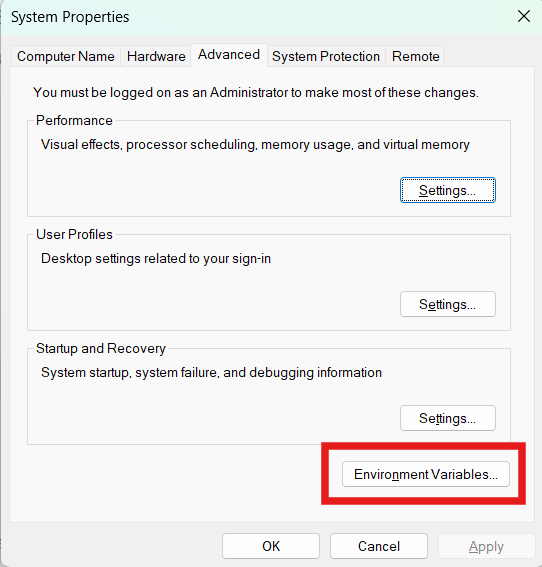 System Properties
Computer Name Hardware Advanced System Protection Remote
You must be logged on as an Administrator to make most of these changes.
Performance
Visual effects, processor scheduling, memory usage, and virtual memory
Settings...
User Profiles
Desktop settings related to your sign-in
Settings...
Startup and Recovery
System startup, system failure, and debugging information
Settings...
Environment Variables...
OK Cancel Apply